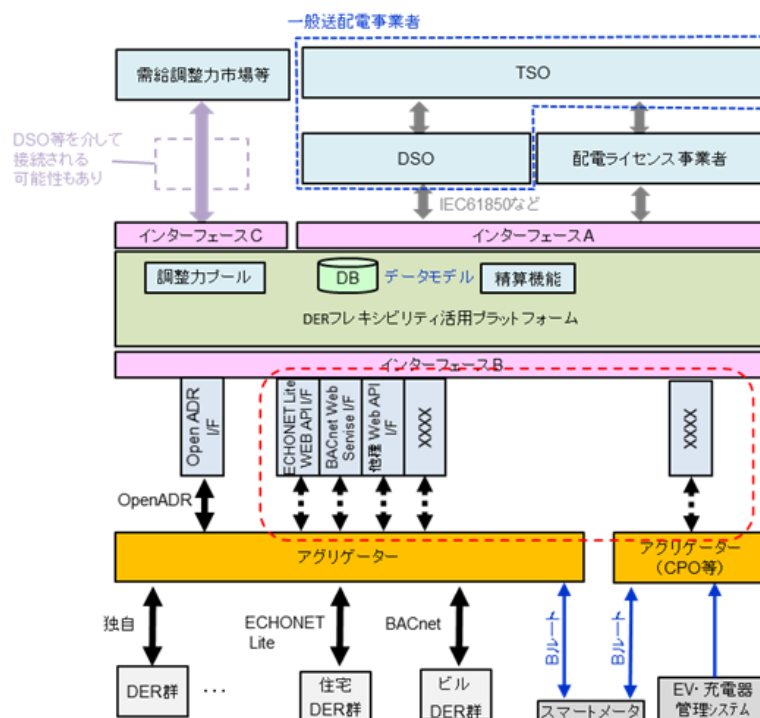 一般送配電事業者
需給調整力市場等
TSO
DSO等を介して
接続される
可能性もあり
DSO
配電ライセンス事業者
IEC61850など
インターフェースC
インターフェースA
調整力プール
DB
データモデル
精算機能
DERフレキシビリティ活用プラットフォーム
インターフェースB
Open ADR
I/F
ECHONET Lite
WEB API I/F
BACnet Web
Servise I/F
他種 Web API
I/F
XXXX
XXXX
OpenADR
アグリゲーター
アグリゲーター
(CPO等)
独自
ECHONET
Lite
BACnet
Bルート
Bルート
DER群
…
住宅
DER群
ビル
DER群
スマートメータ
EV・充電器
管理システム